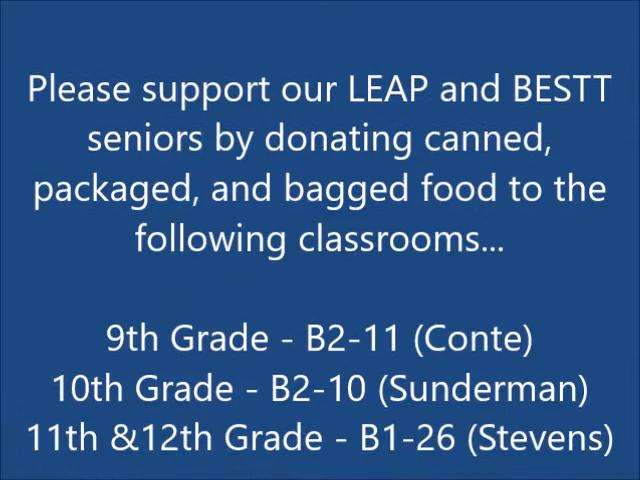 Please support our LEAP and BESTT
seniors by donating canned,
packaged, and bagged food to the
following classrooms...
9th Grade - B2-11 (Conte)
10th Grade - B2-10 (Sunderman)
11th &12th Grade - B1-26 (Stevens)